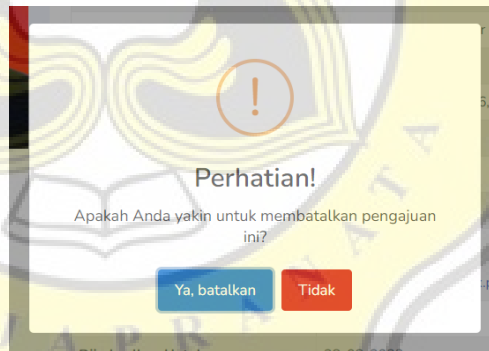 !
Perhatian!
Apakah Anda yakin untuk membatalkan pengajuan
ini?
Ya, batalkan
Tidak
A P R A N A T A